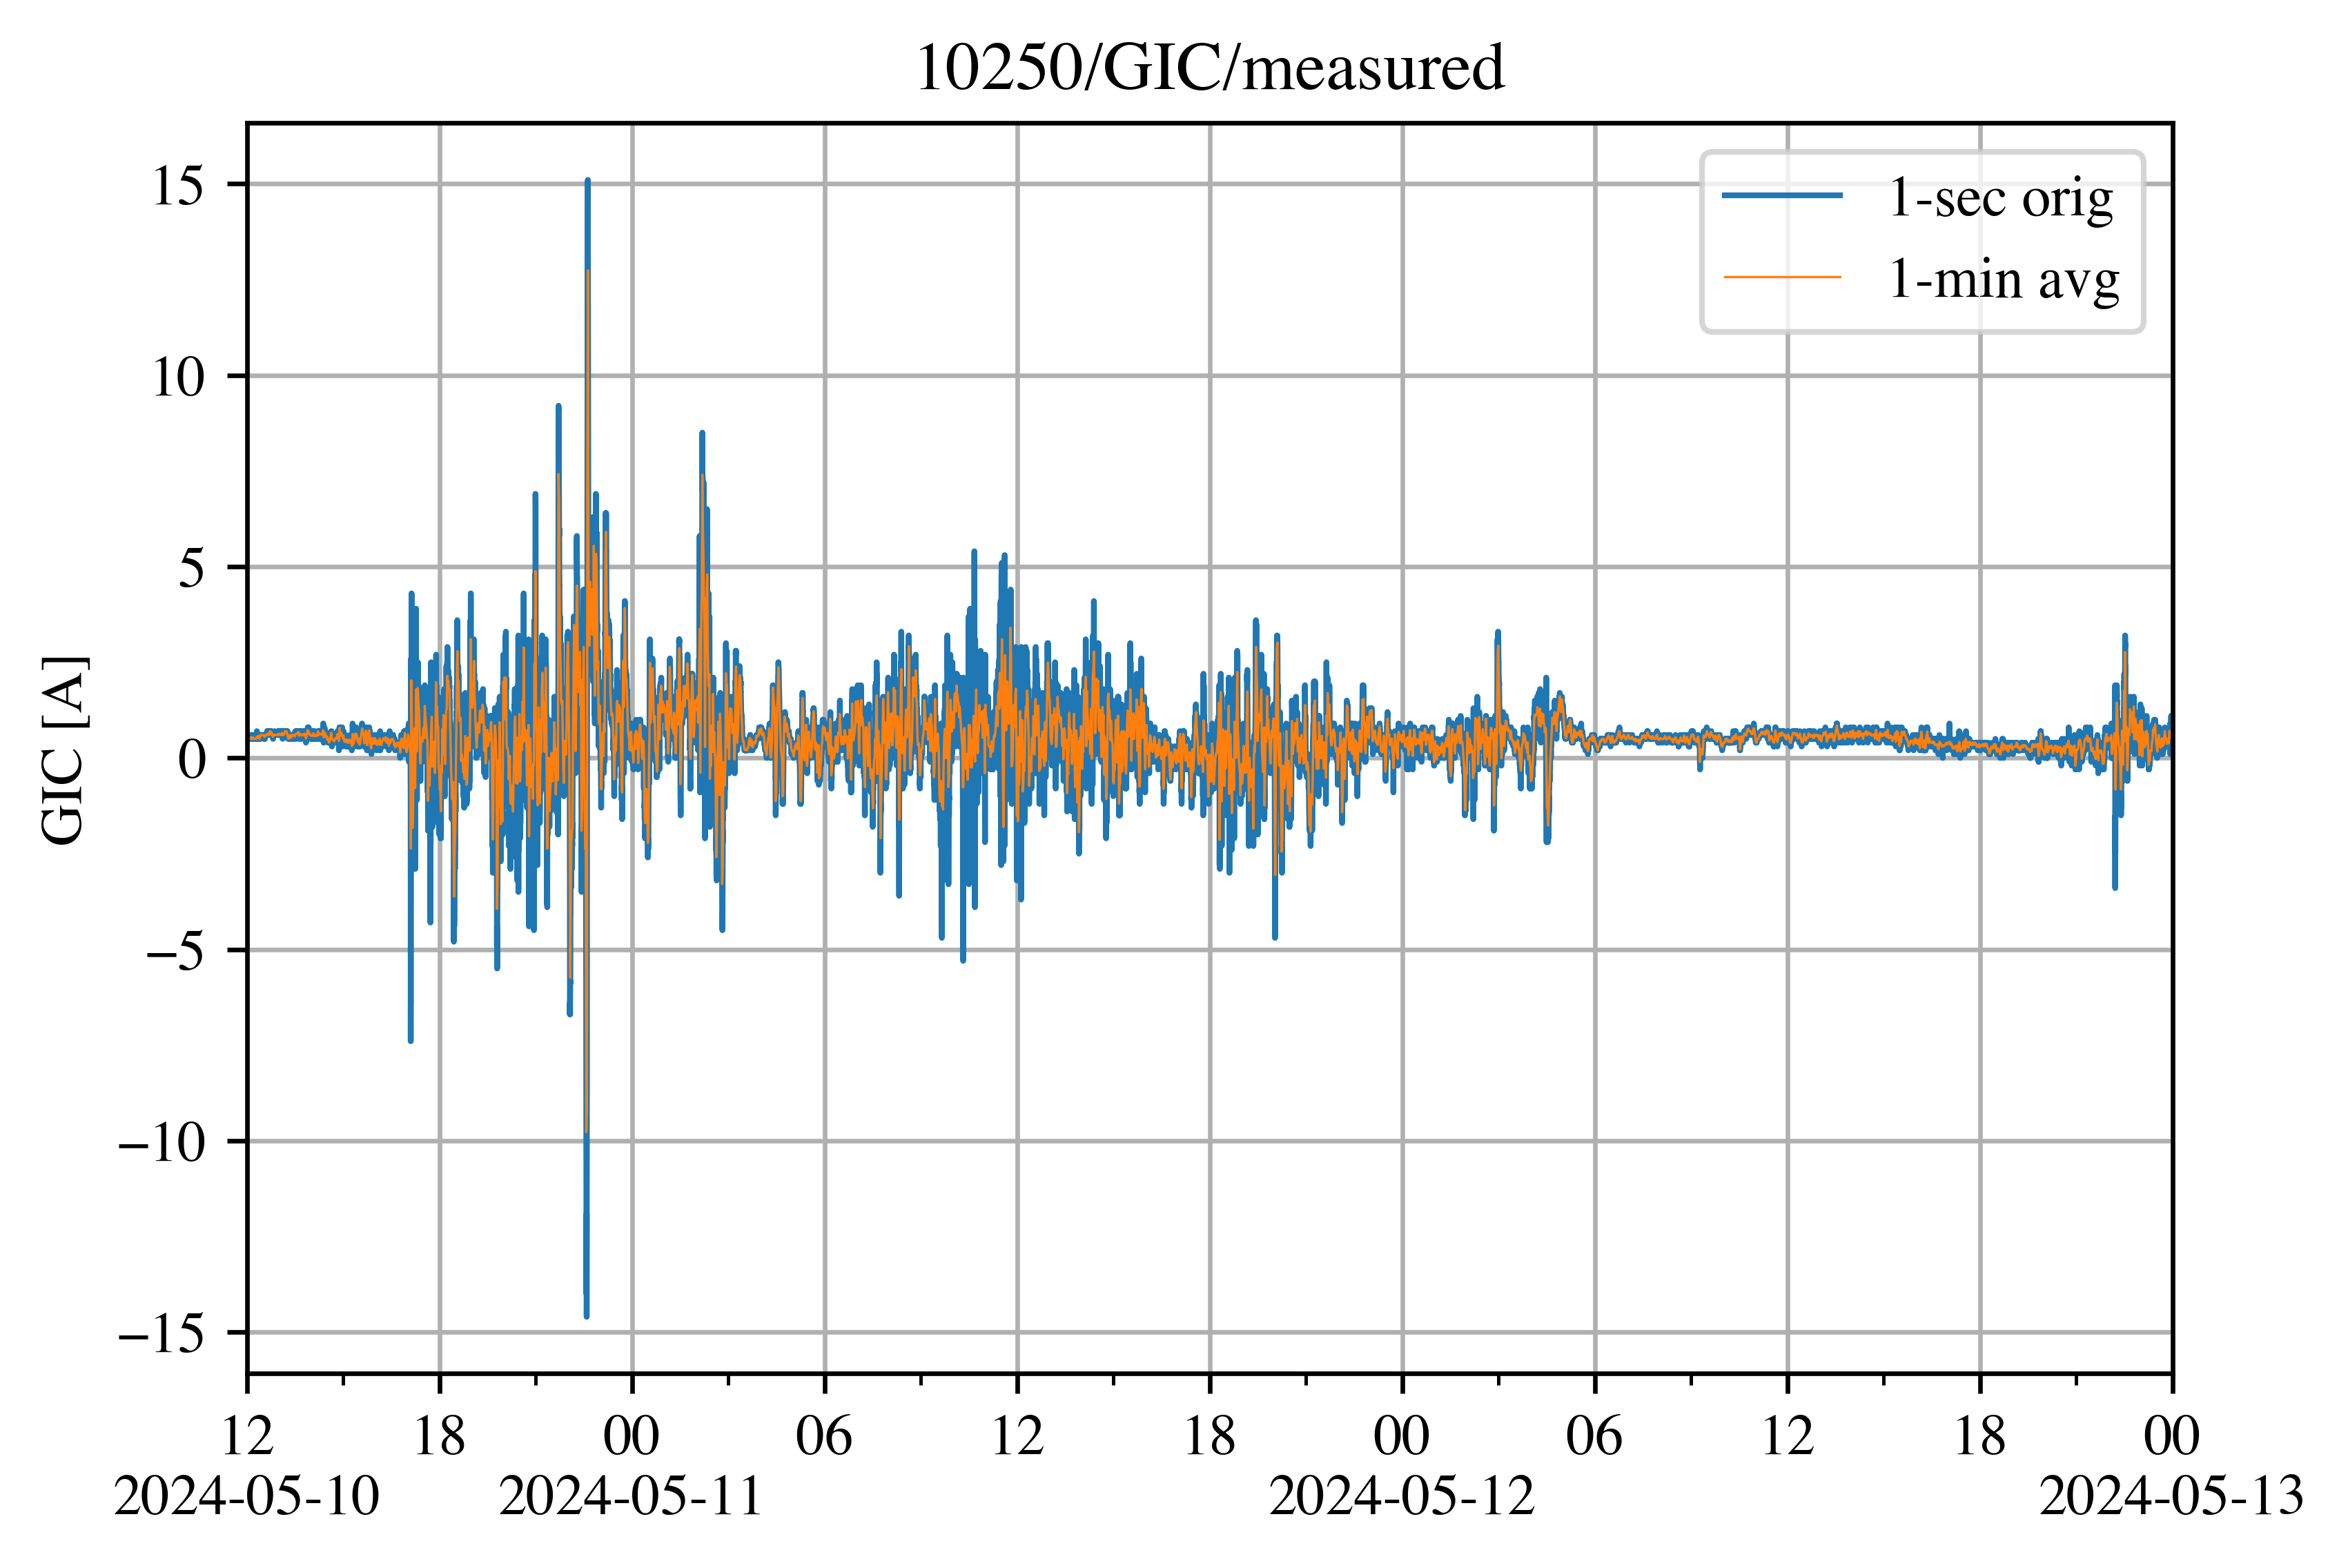 10250/GIC/measured
1-sec orig
1-min avg
15
10
5
0
−5
−10
−15
GIC [A]
12 18 00 06 12 18 00 06 12 18 00
2024-05-10 2024-05-11 2024-05-12 2024-05-13